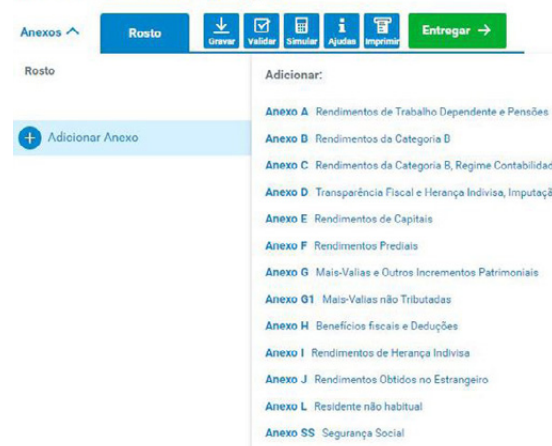 Anexos
Rosto
Gravar
Validar
Simular
Ajudas
Imprimir
Entregar →
Rosto
Adicionar Anexo
Adicionar:
Anexo A Rendimentos de Trabalho Dependente e Pensões
Anexo B Rendimentos da Categoria B
Anexo C Rendimentos da Categoria B, Regime Contabilidad
Anexo D Transparência Fiscal e Herança Indivisa, Imputaçã
Anexo E Rendimentos de Capitais
Anexo F Rendimentos Prediais
Anexo G Mais-Valias e Outros Incrementos Patrimoniais
Anexo G1 Mais-Valias não Tributadas
Anexo H Benefícios fiscais e Deduções
Anexo I Rendimentos de Herança Indivisa
Anexo J Rendimentos Obtidos no Estrangeiro
Anexo L Residente não habitual
Anexo SS Segurança Social